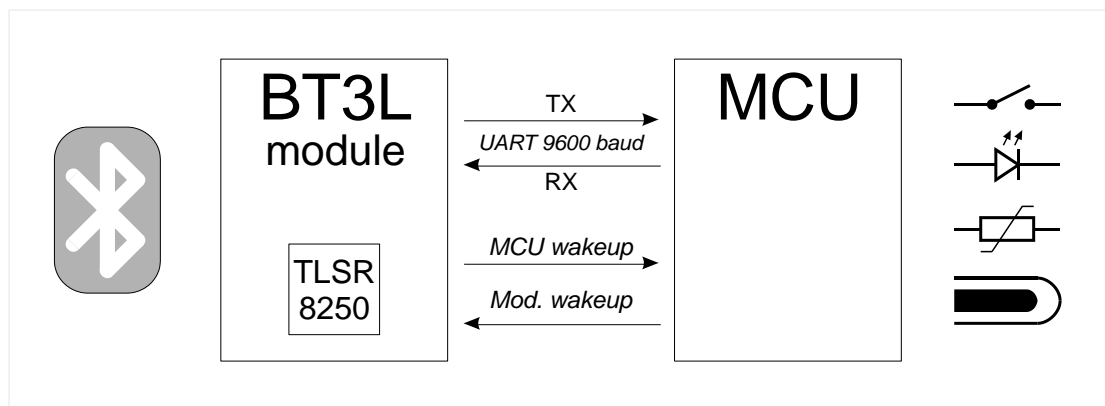 BT3L
module
TLSR
8250
TX
UART 9600 baud
RX
MCU wakeup
Mod. wakeup
MCU